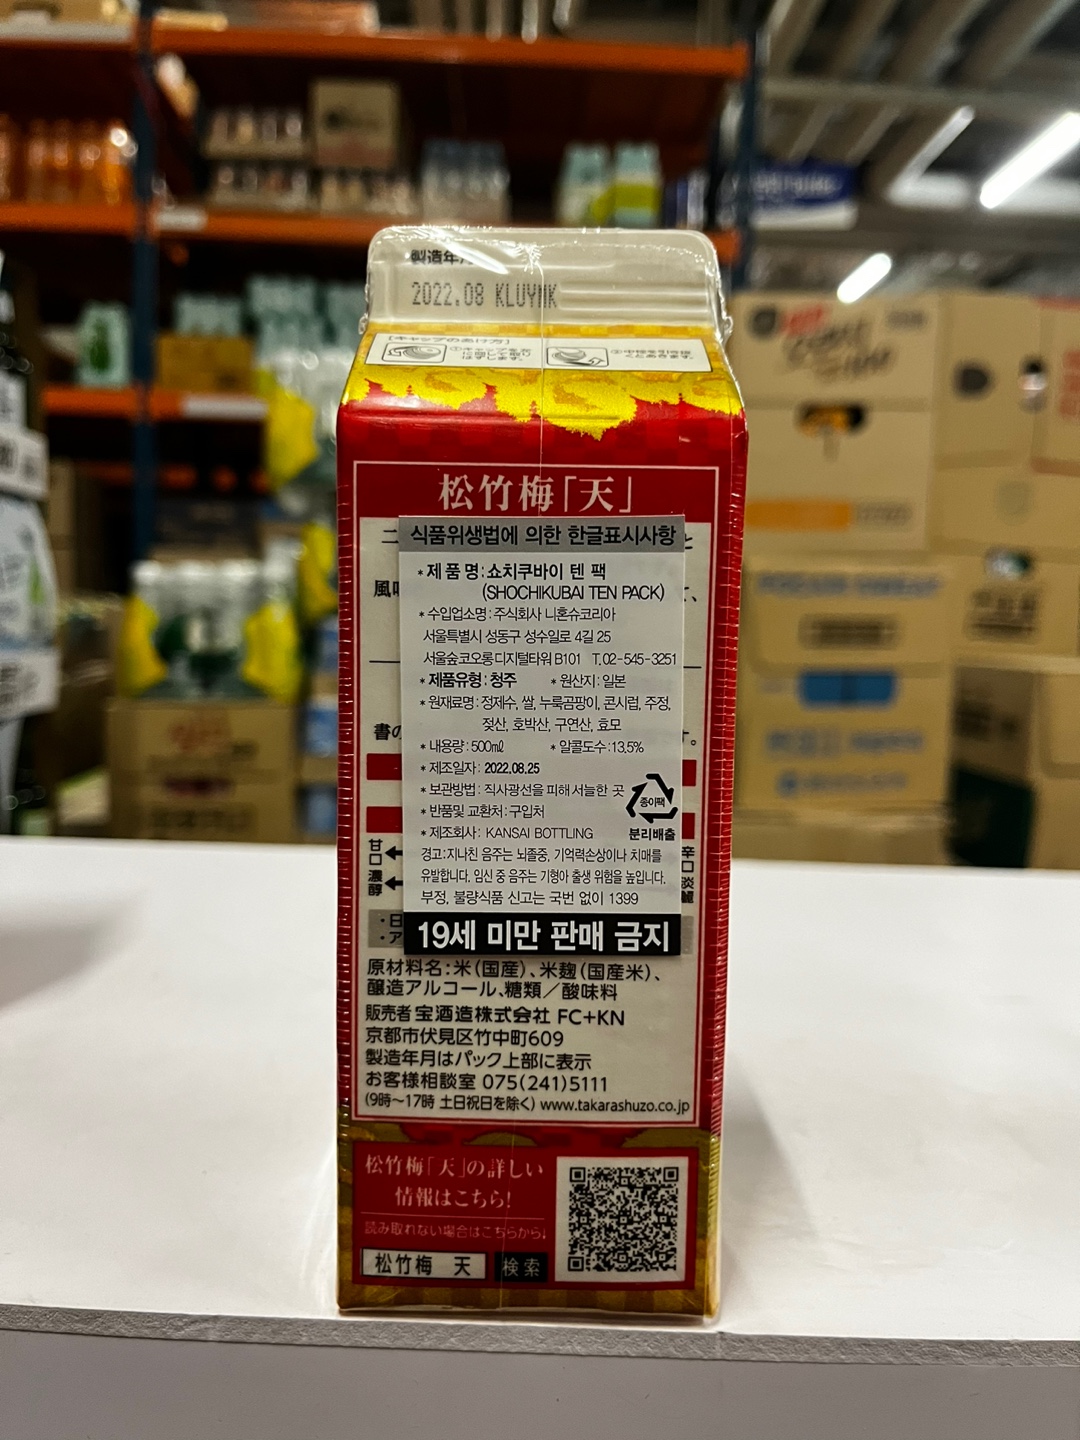 製造年月
2022.08 KLUYNK
[キャップのあけ方]
松竹梅「天」
식품위생법에 의한 한글표시사항
* 제 품 명 : 쇼치쿠바이 텐 팩
(SHOCHIKUBAI TEN PACK)
* 수입업소명 : 주식회사 니혼슈코리아
서울특별시 성동구 성수일로 4길 25
서울숲코오롱디지털타워 B101 T.02-545-3251
* 제품유형 : 청주 * 원산지 : 일본
* 원재료명 : 정제수, 쌀, 누룩곰팡이, 콘시럽, 주정,
젖산, 호박산, 구연산, 효모
* 내용량 : 500㎖ * 알콜도수 : 13.5%
* 제조일자 : 2022.08.25
* 보관방법 : 직사광선을 피해 서늘한 곳
* 반품및 교환처 : 구입처
* 제조회사 : KANSAI BOTTLING
종이팩
분리배출
경고 : 지나친 음주는 뇌졸중, 기억력손상이나 치매를
유발합니다. 임신 중 음주는 기형아 출생 위험을 높입니다.
부정, 불량식품 신고는 국번 없이 1399
19세 미만 판매 금지
甘口
辛口
濃醇
原材料名:米(国産)、米麹(国産米)、
醸造アルコール、糖類/酸味料
販売者 宝酒造株式会社 FC+KN
京都市伏見区竹中町609
製造年月はパック上部に表示
お客様相談室 075(241)5111
(9時〜17時 土日祝日を除く) www.takarashuzo.co.jp
松竹梅「天」の詳しい
情報はこちら!
読み取れない場合はこちらから↓
松竹梅 天 検索